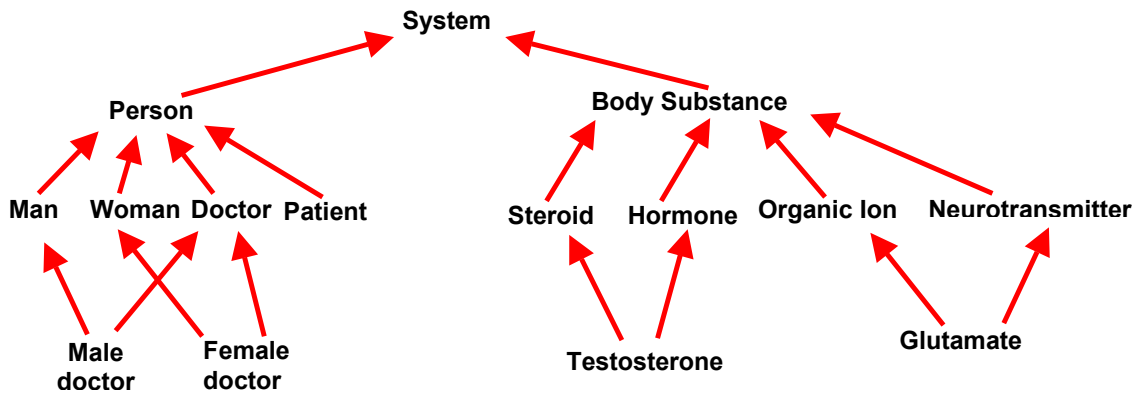 System
Person
Body Substance
Man
Woman
Doctor
Patient
Steroid
Hormone
Organic Ion
Neurotransmitter
Male
doctor
Female
doctor
Testosterone
Glutamate